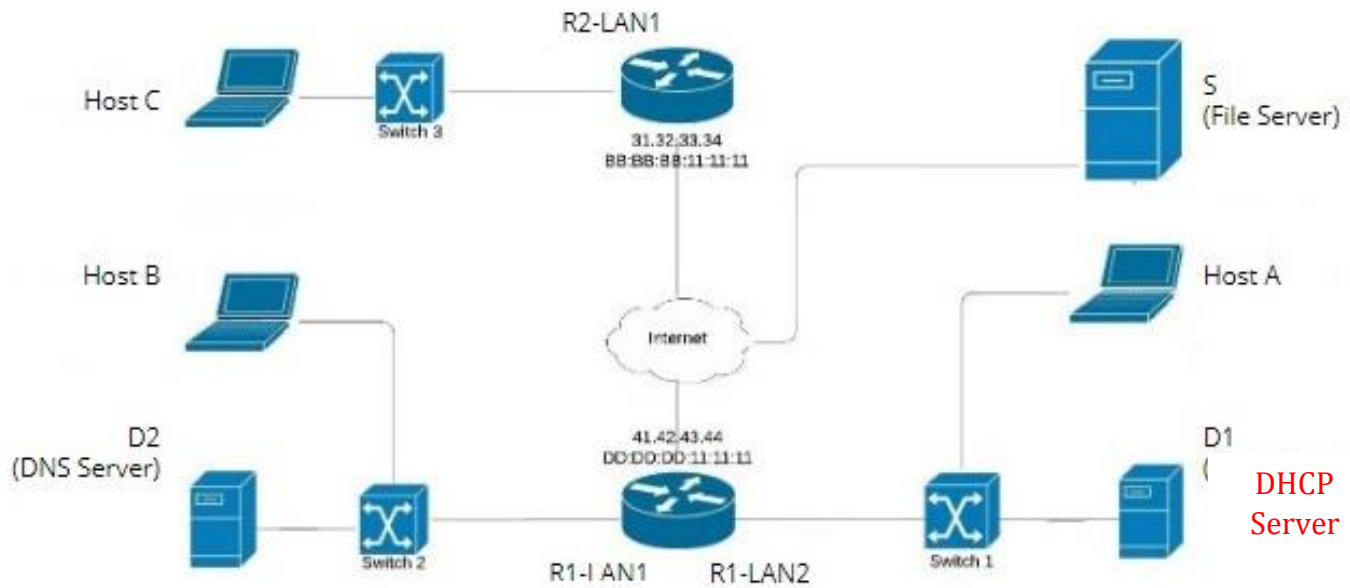 R2-LAN1
Host C
Switch 3
31.32.33.34
BB:BB:BB:11:11:11
S
(File Server)
Host B
Internet
Host A
D2
(DNS Server)
41.42.43.44
DD:DD:DD:11:11:11
D1
(
DHCP
Server
Switch 2
Switch 1
R1-LAN1
R1-LAN2